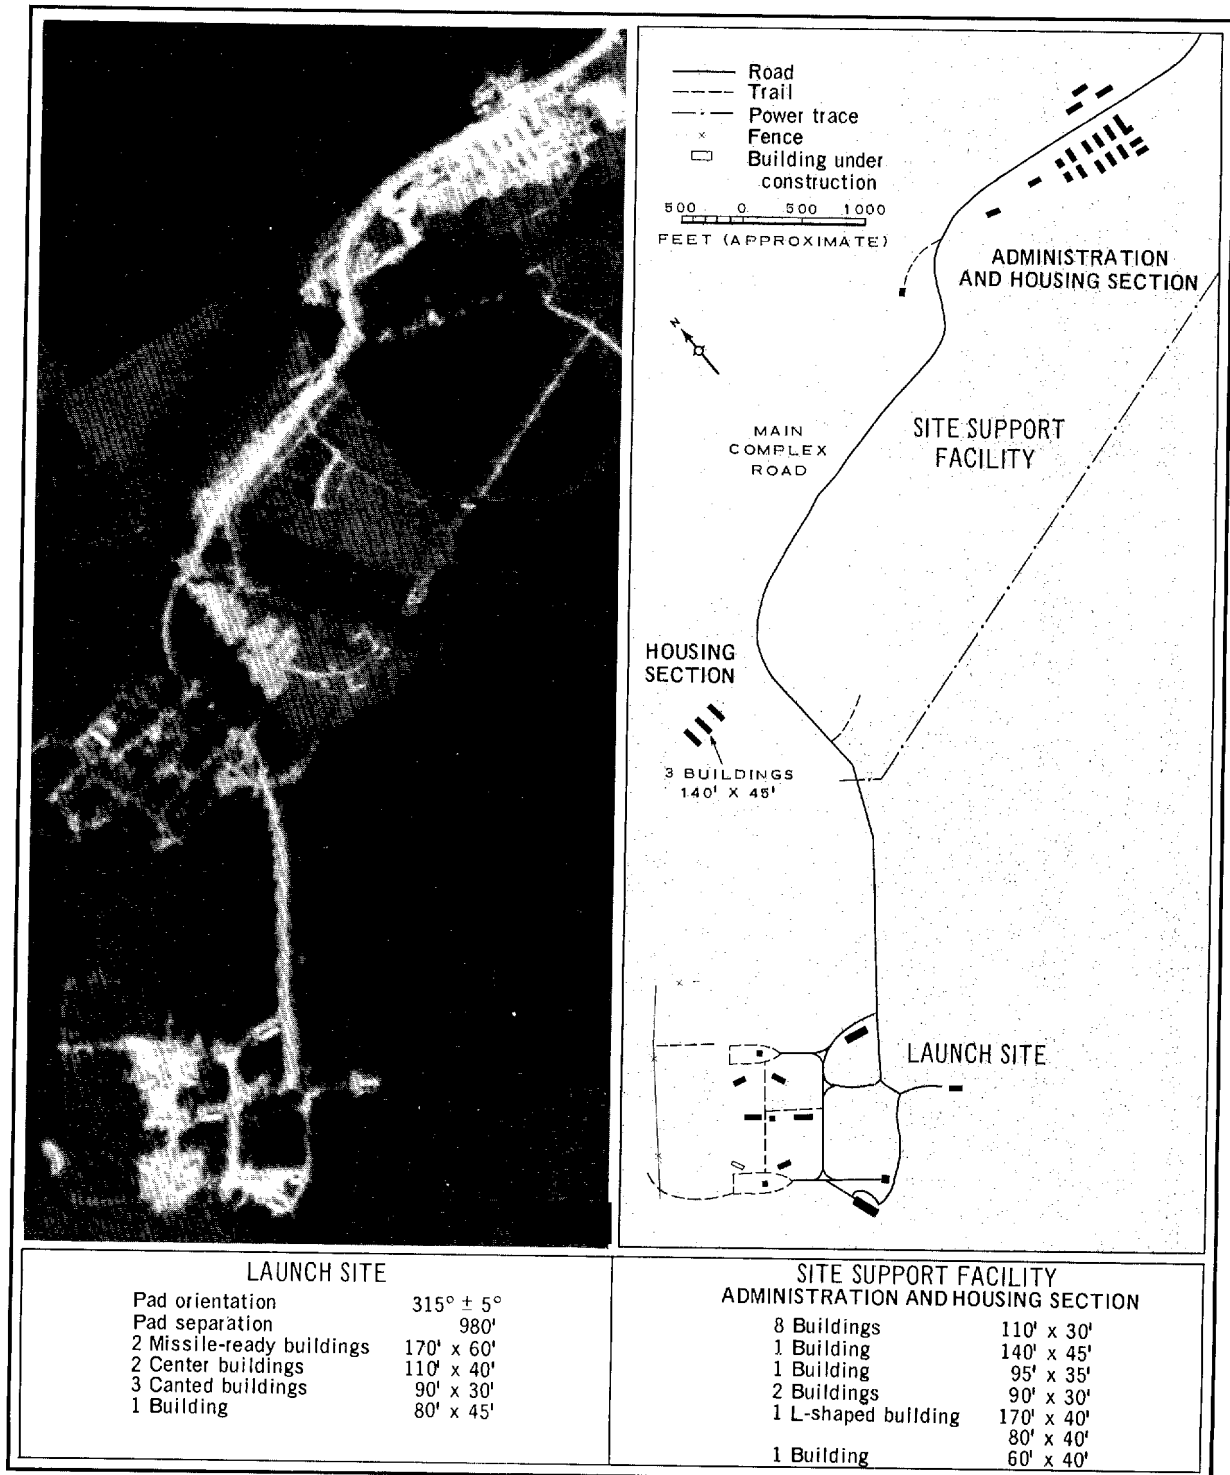 Road
Trail
Power trace
Fence
Building under
construction
500 0 500 1000
FEET (APPROXIMATE)
ADMINISTRATION
AND HOUSING SECTION
N
MAIN
COMPLEX
ROAD
SITE SUPPORT
FACILITY
HOUSING
SECTION
3 BUILDINGS
140' X 45'
LAUNCH SITE
LAUNCH SITE
Pad orientation 315° ± 5°
Pad separation 980'
2 Missile-ready buildings 170' x 60'
2 Center buildings 110' x 40'
3 Canted buildings 90' x 30'
1 Building 80' x 45'
SITE SUPPORT FACILITY
ADMINISTRATION AND HOUSING SECTION
8 Buildings 110' x 30'
1 Building 140' x 45'
1 Building 95' x 35'
2 Buildings 90' x 30'
1 L-shaped building 170' x 40'
80' x 40'
1 Building 60' x 40'